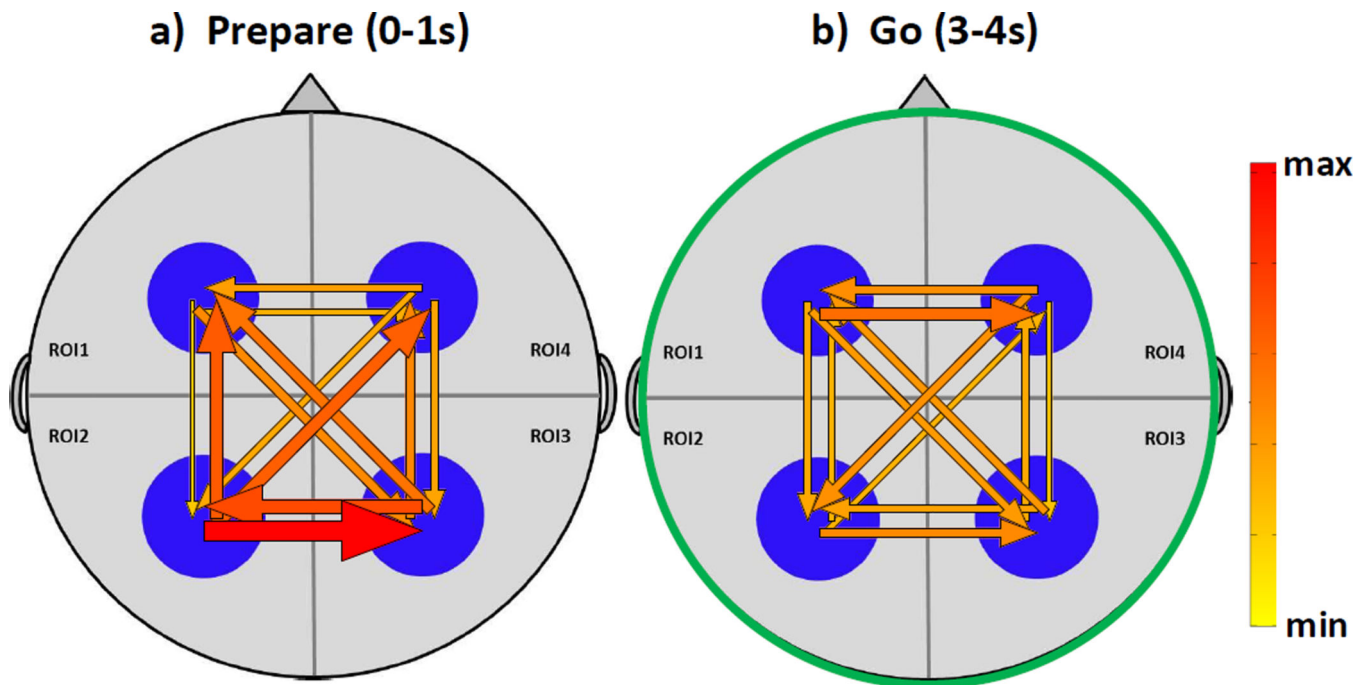 a) Prepare (0-1s)
b) Go (3-4s)
max
ROI1
ROI4
ROI1
ROI4
ROI2
ROI3
ROI2
ROI3
min